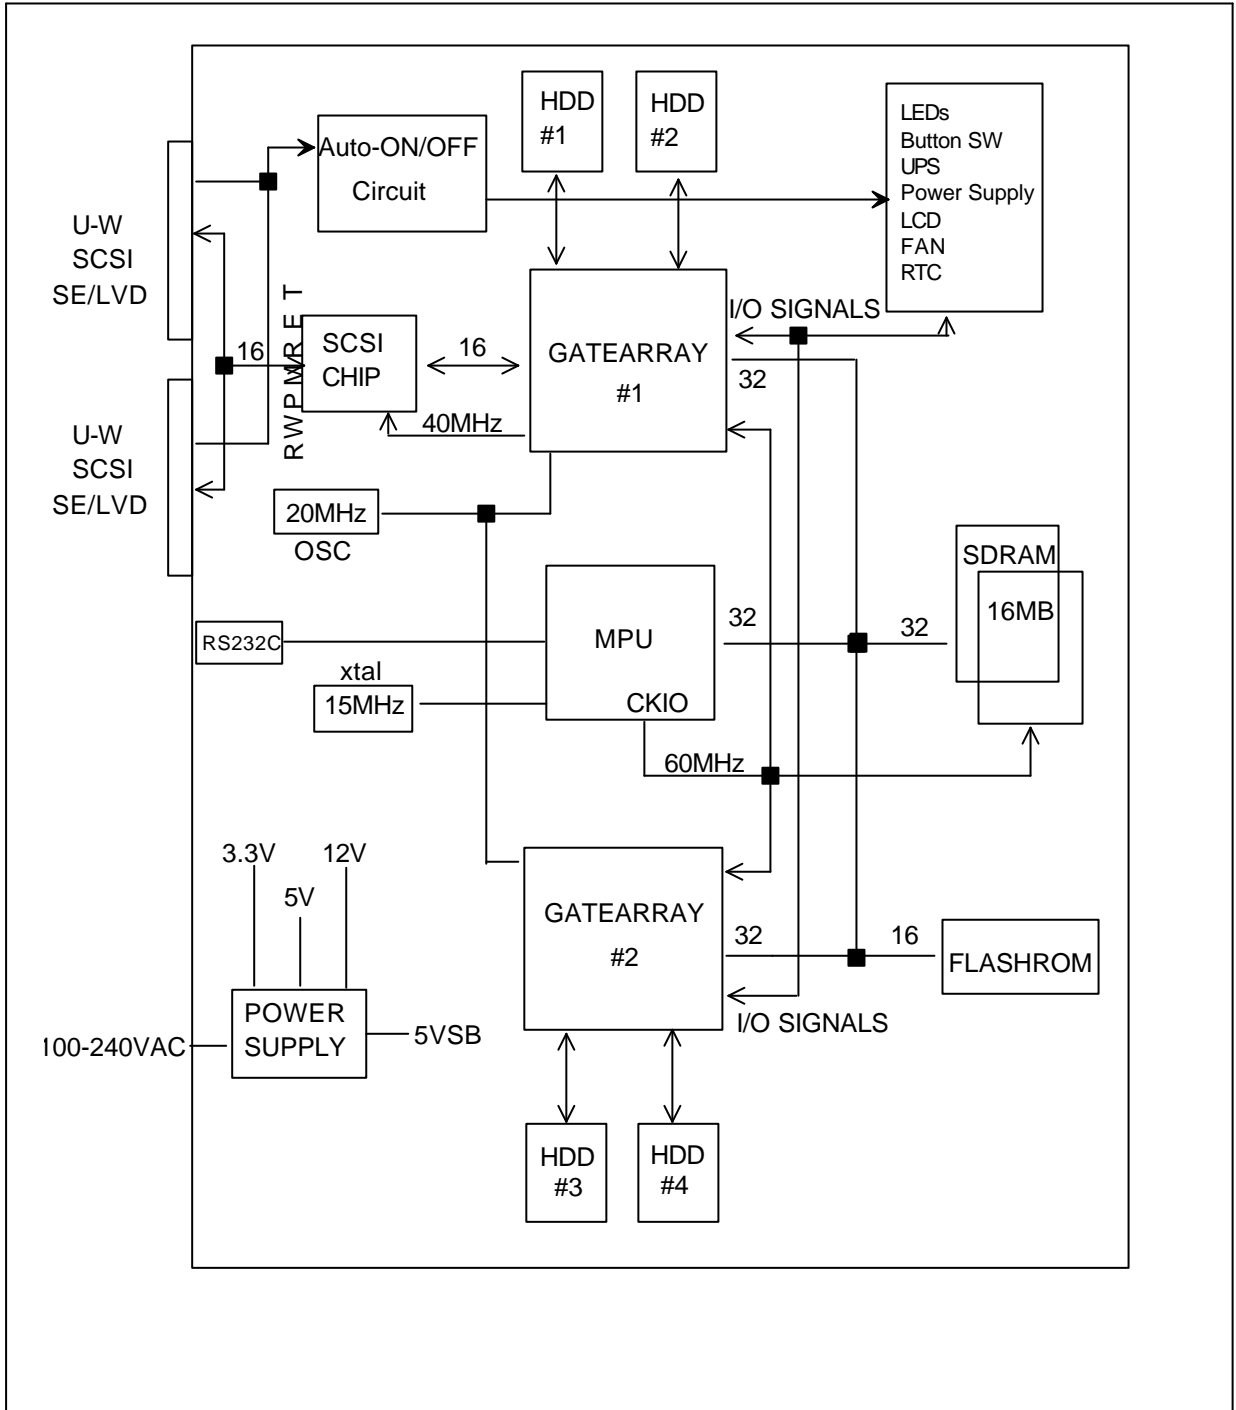 HDD
#1
HDD
#2
LEDs
Button SW
UPS
Power Supply
LCD
FAN
RTC
Auto-ON/OFF
Circuit
U-W
SCSI
SE/LVD
I/O SIGNALS
16
SCSI
CHIP
16
GATEARRAY
#1
32
40MHz
U-W
SCSI
SE/LVD
20MHz
OSC
SDRAM
16MB
RS232C
MPU
32
32
xtal
15MHz
CKIO
60MHz
3.3V
12V
5V
GATEARRAY
#2
32
16
FLASHROM
POWER
SUPPLY
100-240VAC
5VSB
I/O SIGNALS
HDD
#3
HDD
#4